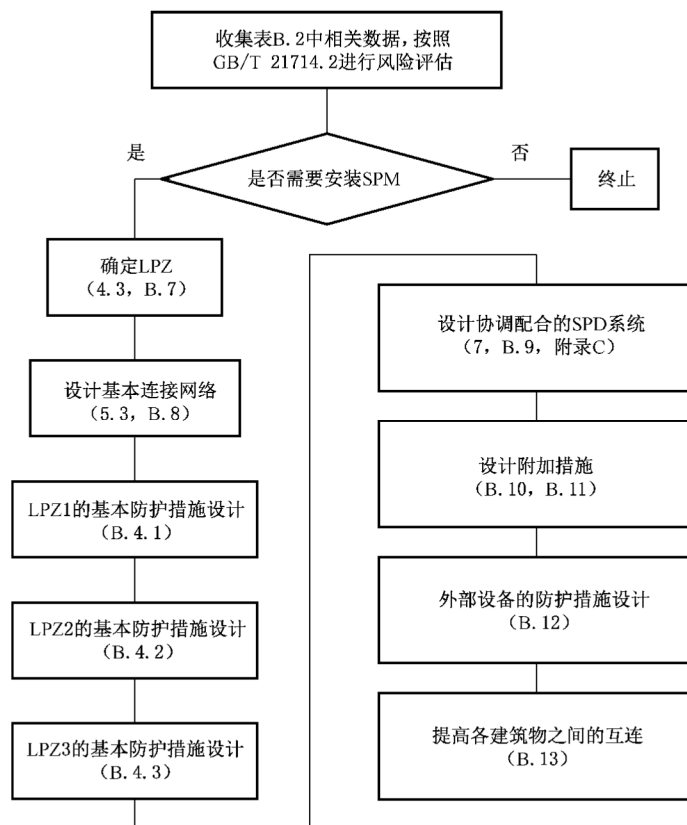 收集表B.2中相关数据,按照
GB/T 21714.2进行风险评估
是
否
是否需要安装SPM
终止
确定LPZ
(4.3, B.7)
设计基本连接网络
(5.3, B.8)
LPZ1的基本防护措施设计
(B.4.1)
LPZ2的基本防护措施设计
(B.4.2)
LPZ3的基本防护措施设计
(B.4.3)
设计协调配合的SPD系统
(7, B.9, 附录C)
设计附加措施
(B.10, B.11)
外部设备的防护措施设计
(B.12)
提高各建筑物之间的互连
(B.13)